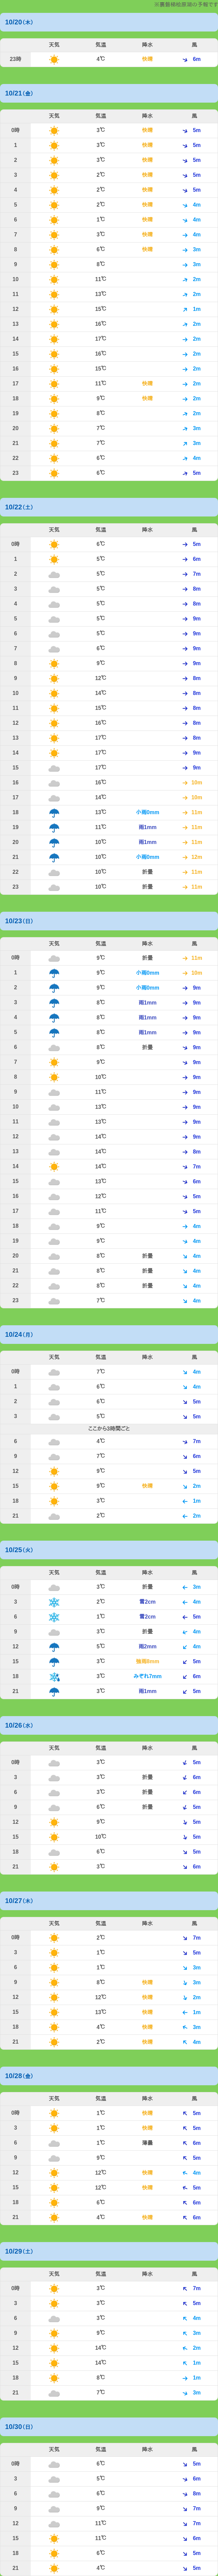 ※農薬検粒飯綱の予報です
10/20(木)
天気 気温 降水 風
23時 4℃ 快晴 6m
10/21(金)
天気 気温 降水 風
0時 3℃ 快晴 5m
1 3℃ 快晴 5m
2 3℃ 快晴 5m
3 2℃ 快晴 5m
4 2℃ 快晴 5m
5 2℃ 快晴 4m
6 1℃ 快晴 4m
7 3℃ 快晴 4m
8 6℃ 快晴 3m
9 8℃ 3m
10 11℃ 2m
11 13℃ 2m
12 15℃ 1m
13 16℃ 2m
14 17℃ 2m
15 16℃ 2m
16 15℃ 2m
17 11℃ 快晴 2m
18 9℃ 快晴 2m
19 8℃ 2m
20 7℃ 3m
21 7℃ 3m
22 6℃ 4m
23 6℃ 5m
10/22(土)
天気 気温 降水 風
0時 6℃ 5m
1 5℃ 6m
2 5℃ 7m
3 5℃ 8m
4 5℃ 8m
5 5℃ 9m
6 5℃ 9m
7 6℃ 9m
8 9℃ 9m
9 12℃ 8m
10 14℃ 8m
11 15℃ 8m
12 16℃ 8m
13 17℃ 8m
14 17℃ 9m
15 17℃ 9m
16 16℃ 10m
17 14℃ 10m
18 13℃ 小雨0mm 11m
19 11℃ 雨1mm 11m
20 10℃ 雨1mm 11m
21 10℃ 小雨0mm 12m
22 10℃ 折曇 11m
23 10℃ 折曇 11m
10/23(日)
天気 気温 降水 風
0時 9℃ 折曇 11m
1 9℃ 小雨0mm 10m
2 9℃ 小雨0mm 9m
3 8℃ 雨1mm 9m
4 8℃ 雨1mm 9m
5 8℃ 雨1mm 9m
6 8℃ 折曇 9m
7 9℃ 9m
8 10℃ 9m
9 11℃ 9m
10 13℃ 9m
11 13℃ 9m
12 14℃ 9m
13 14℃ 8m
14 14℃ 7m
15 13℃ 6m
16 12℃ 5m
17 11℃ 5m
18 9℃ 4m
19 9℃ 4m
20 8℃ 折曇 4m
21 8℃ 折曇 4m
22 8℃ 折曇 4m
23 7℃ 4m
10/24(月)
天気 気温 降水 風
0時 7℃ 4m
1 6℃ 4m
2 6℃ 5m
3 5℃ 5m
ここから3時間ごと
6 4℃ 7m
9 7℃ 6m
12 9℃ 5m
15 9℃ 快晴 2m
18 3℃ 1m
21 2℃ 2m
10/25(火)
天気 気温 降水 風
0時 3℃ 折曇 3m
3 2℃ 雪2cm 4m
6 1℃ 雪2cm 5m
9 3℃ 折曇 4m
12 5℃ 雨2mm 4m
15 3℃ 強雨8mm 5m
18 3℃ みぞれ7mm 6m
21 3℃ 雨1mm 5m
10/26(水)
天気 気温 降水 風
0時 3℃ 5m
3 3℃ 折曇 6m
6 3℃ 折曇 6m
9 6℃ 折曇 5m
12 9℃ 5m
15 10℃ 5m
18 6℃ 5m
21 3℃ 6m
10/27(木)
天気 気温 降水 風
0時 2℃ 7m
3 1℃ 5m
6 1℃ 3m
9 8℃ 快晴 3m
12 12℃ 快晴 2m
15 13℃ 快晴 1m
18 4℃ 快晴 3m
21 2℃ 快晴 4m
10/28(金)
天気 気温 降水 風
0時 1℃ 快晴 5m
3 1℃ 快晴 5m
6 1℃ 薄曇 6m
9 9℃ 5m
12 12℃ 快晴 4m
15 12℃ 快晴 5m
18 6℃ 6m
21 4℃ 快晴 6m
10/29(土)
天気 気温 降水 風
0時 3℃ 7m
3 3℃ 5m
6 3℃ 4m
9 9℃ 3m
12 14℃ 2m
15 14℃ 1m
18 8℃ 1m
21 7℃ 3m
10/30(日)
天気 気温 降水 風
0時 6℃ 5m
3 5℃ 6m
6 6℃ 8m
9 9℃ 7m
12 11℃ 7m
15 11℃ 6m
18 6℃ 5m
21 4℃ 5m